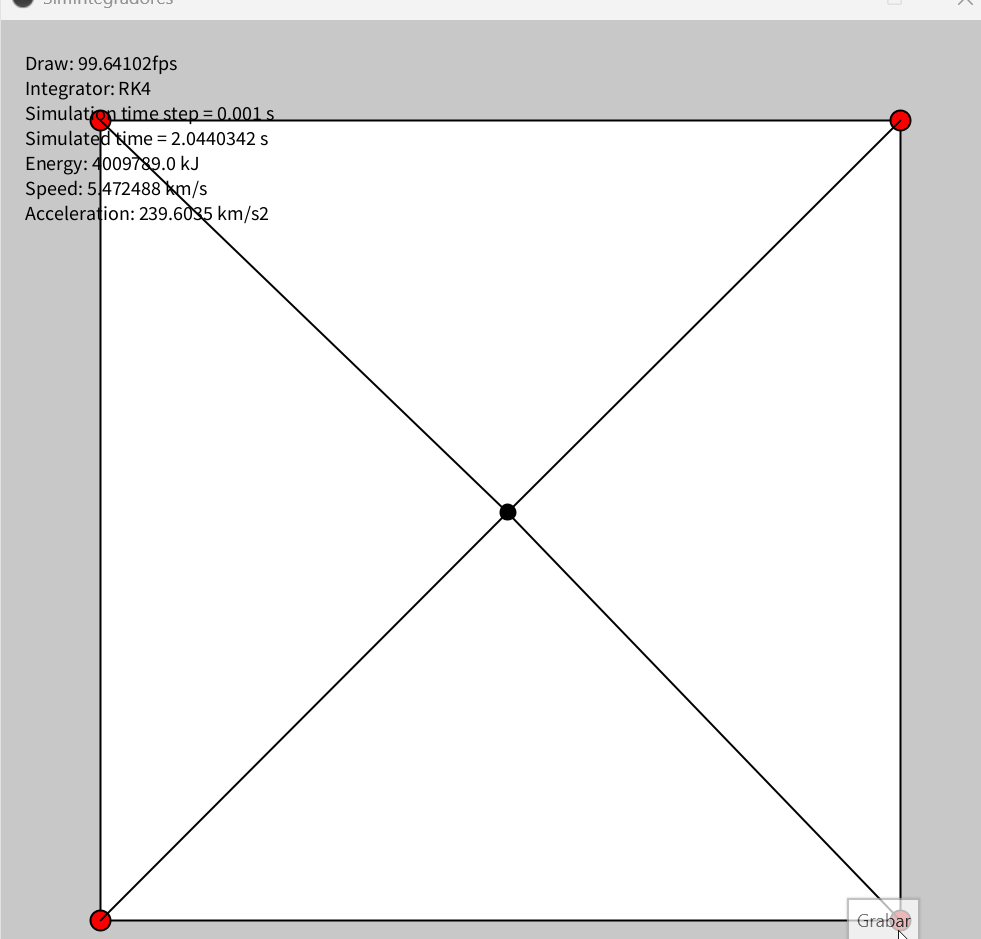 SimIntegradores
Draw: 99.64102fps
Integrator: RK4
Simulation time step = 0.001 s
Simulated time = 2.0440342 s
Energy: 4009789.0 kJ
Speed: 5.472488 km/s
Acceleration: 239.6035 km/s2
Grabar